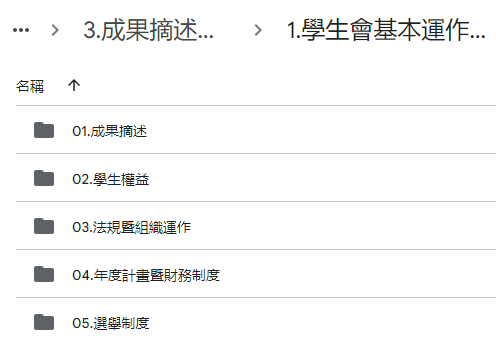 … > 3.成果摘述... > 1.學生會基本運作...
名稱 ↑
01.成果摘述
02.學生權益
03.法規暨組織運作
04.年度計畫暨財務制度
05.選舉制度